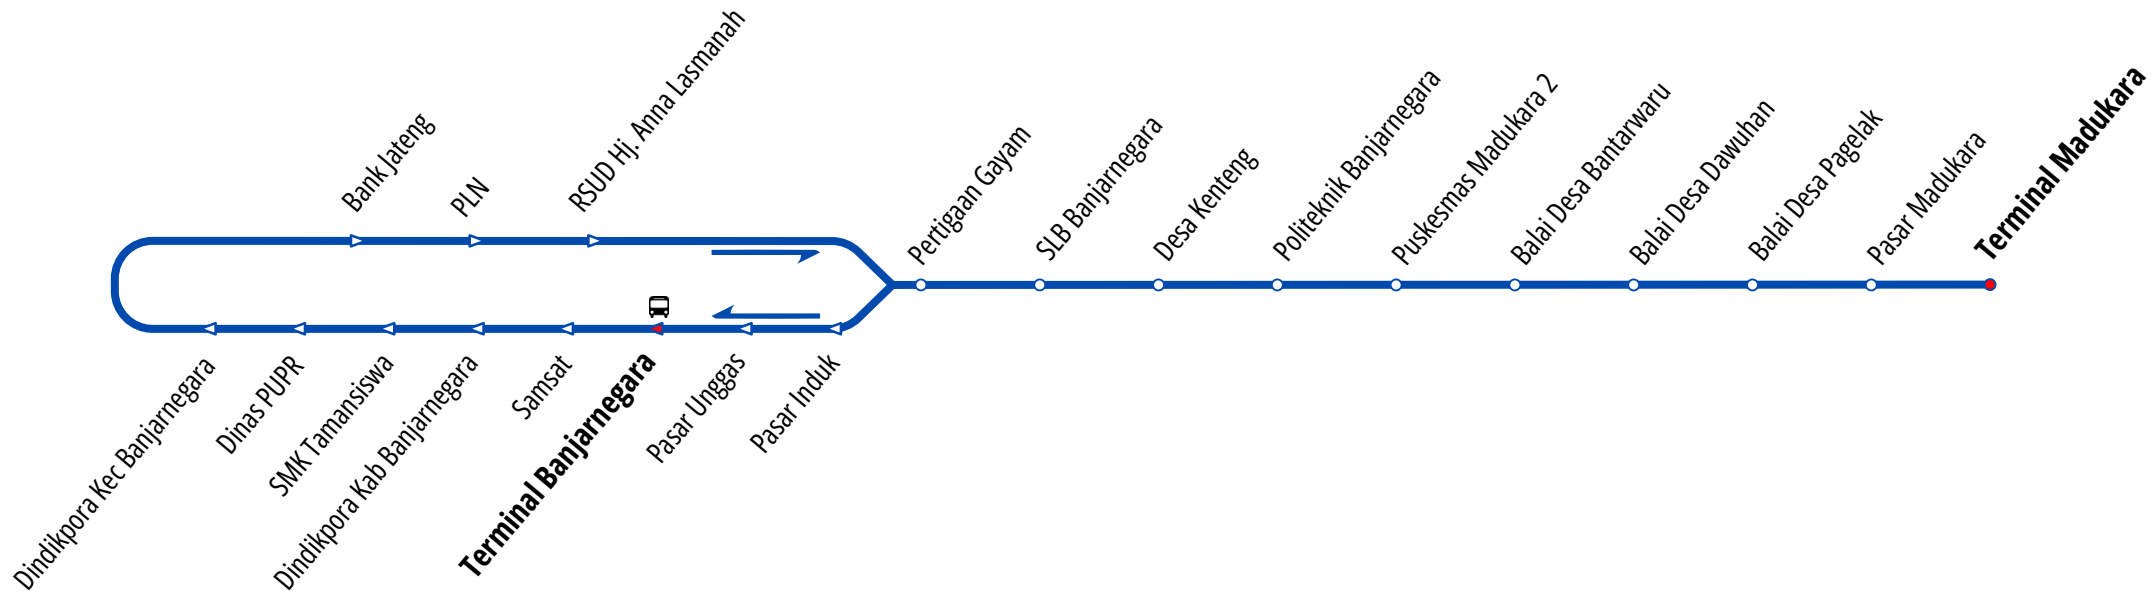 Bank Jateng
PLN
RSUD Hj. Anna Lasmanah
Pertigaan Gayam
SLB Banjarnegara
Desa Kenteng
Politeknik Banjarnegara
Puskesmas Madukara 2
Balai Desa Bantarwaru
Balai Desa Dawuhan
Balai Desa Pagelak
Pasar Madukara
Terminal Madukara
Dindikpora Kec Banjarnegara
Dinas PUPR
SMK Tamansiswa
Dindikpora Kab Banjarnegara
Samsat
Terminal Banjarnegara
Pasar Unggas
Pasar Induk